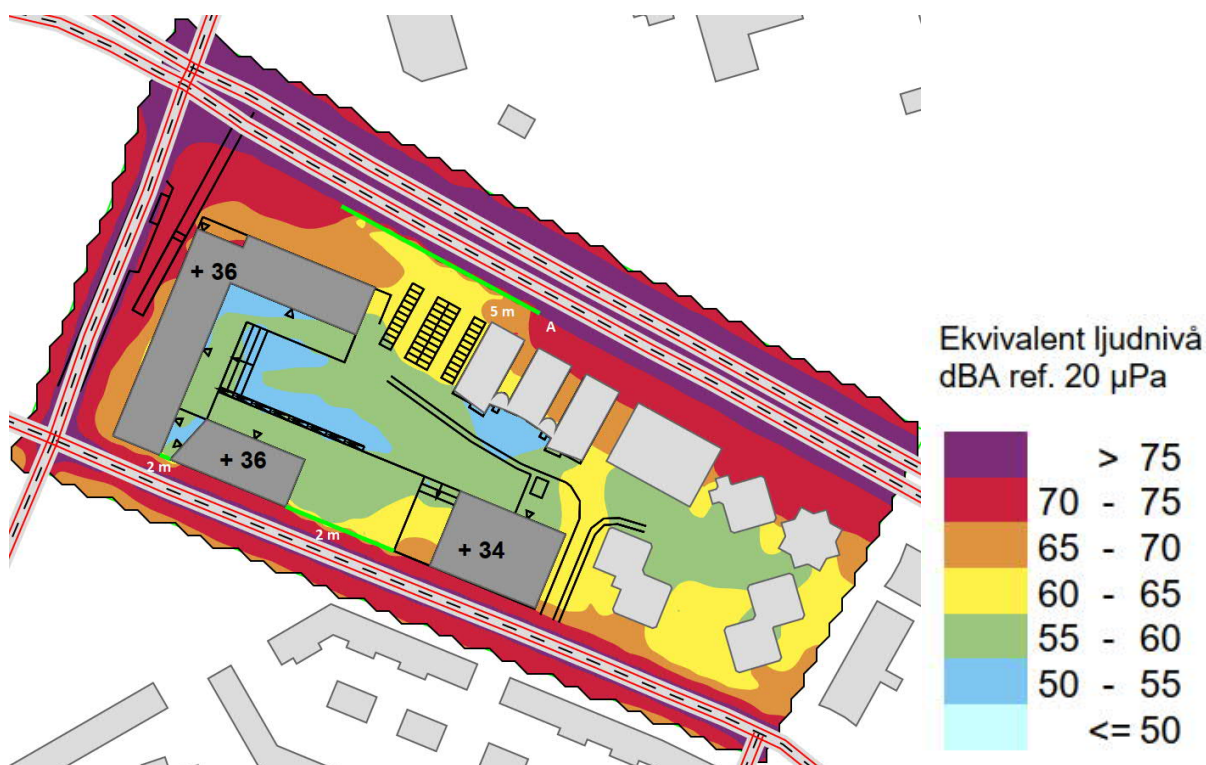 + 36
5 m
A
2 m
+ 36
2 m
+ 34
Ekvivalent ljudnivå
dBA ref. 20 µPa
> 75
70 - 75
65 - 70
60 - 65
55 - 60
50 - 55
<= 50